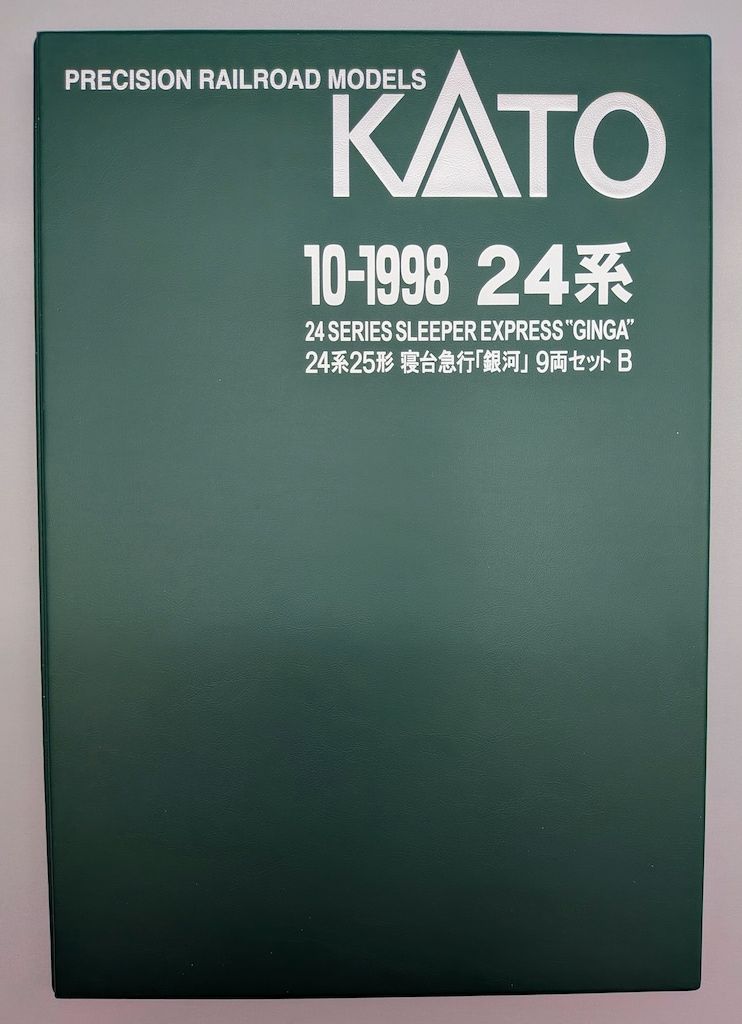 PRECISION RAILROAD MODELS
KATO
10-1998 24系
24 SERIES SLEEPER EXPRESS "GINGA"
24系25形 寝台急行「銀河」 9両セット B